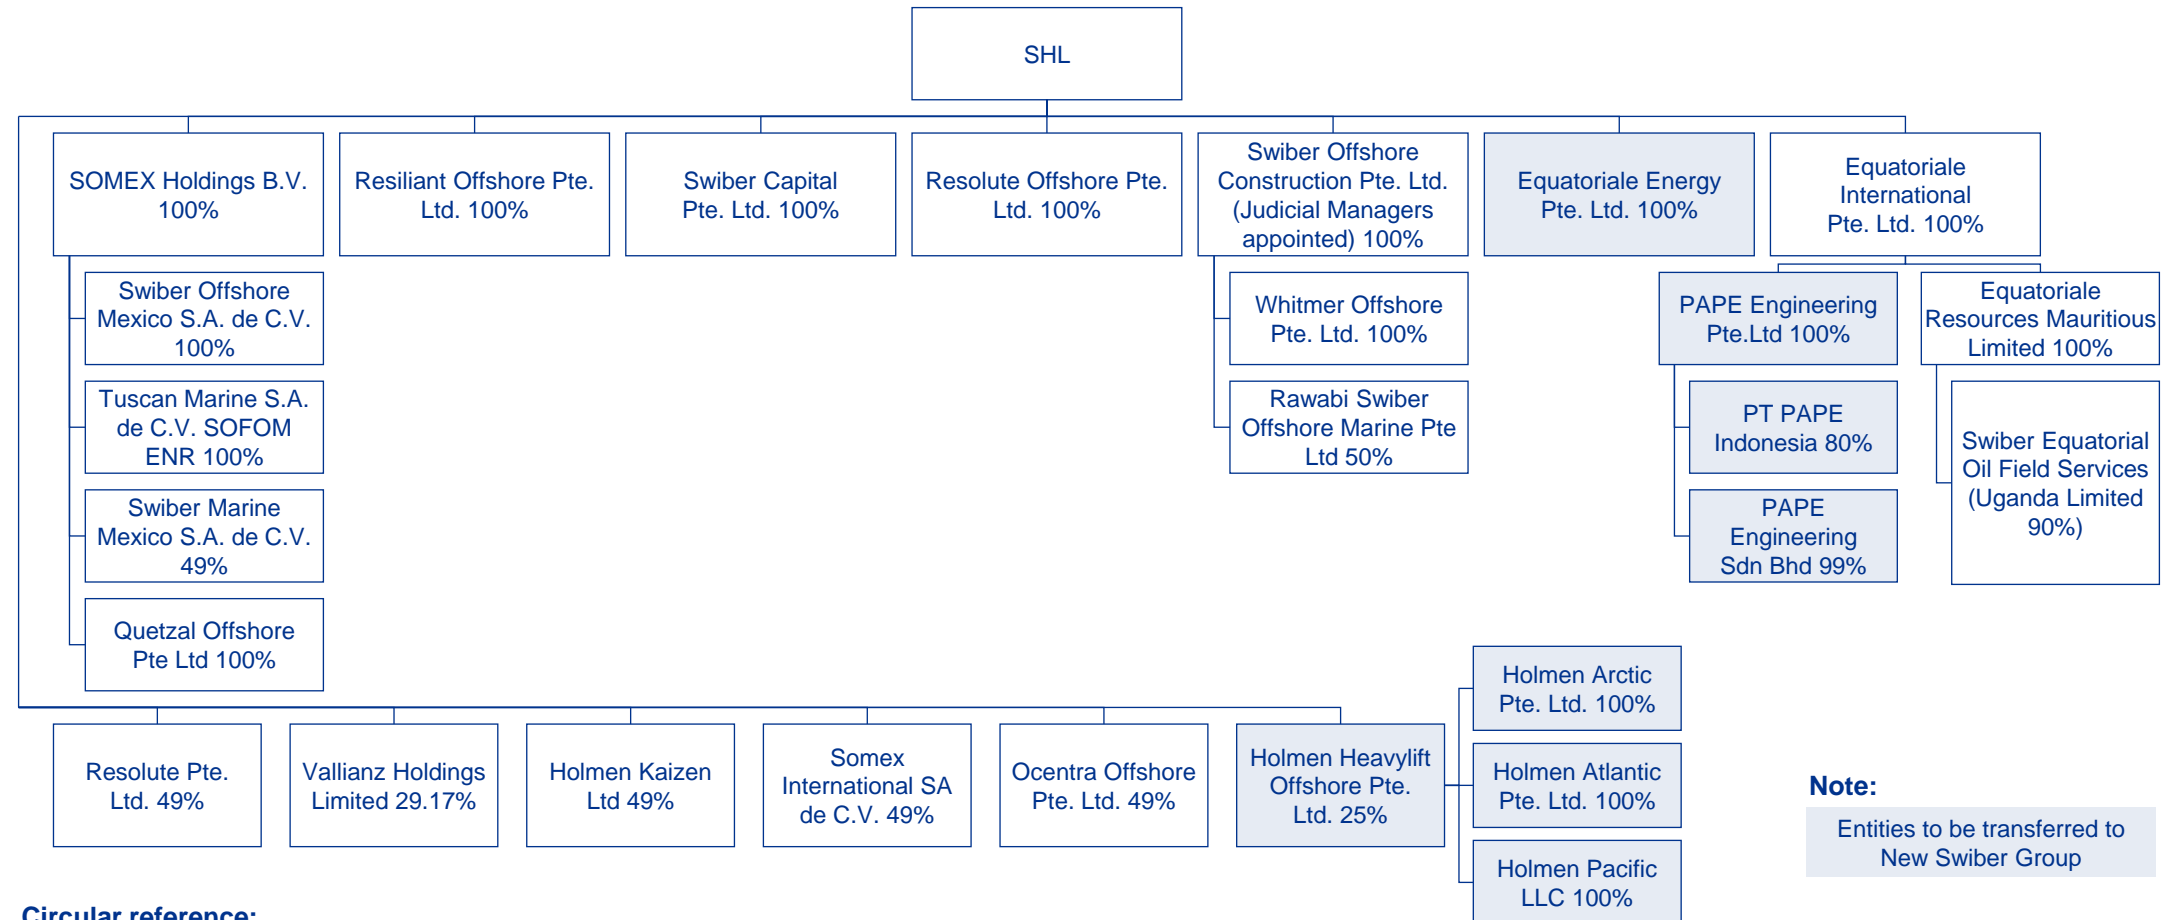 SHL
SOMEX Holdings B.V.
100%
Resiliant Offshore Pte.
Ltd. 100%
Swiber Capital
Pte. Ltd. 100%
Resolute Offshore Pte.
Ltd. 100%
Swiber Offshore
Construction Pte. Ltd.
(Judicial Managers
appointed) 100%
Equatoriale Energy
Pte. Ltd. 100%
Equatoriale
International
Pte. Ltd. 100%
Swiber Offshore
Mexico S.A. de C.V.
100%
Tuscan Marine S.A.
de C.V. SOFOM
ENR 100%
Swiber Marine
Mexico S.A. de C.V.
49%
Quetzal Offshore
Pte Ltd 100%
Whitmer Offshore
Pte. Ltd. 100%
Rawabi Swiber
Offshore Marine Pte
Ltd 50%
PAPE Engineering
Pte.Ltd 100%
PT PAPE
Indonesia 80%
PAPE
Engineering
Sdn Bhd 99%
Equatoriale
Resources Mauritious
Limited 100%
Swiber Equatorial
Oil Field Services
(Uganda Limited
90%)
Resolute Pte.
Ltd. 49%
Vallianz Holdings
Limited 29.17%
Holmen Kaizen
Ltd 49%
Somex
International SA
de C.V. 49%
Ocentra Offshore
Pte. Ltd. 49%
Holmen Heavylift
Offshore Pte.
Ltd. 25%
Holmen Arctic
Pte. Ltd. 100%
Holmen Atlantic
Pte. Ltd. 100%
Holmen Pacific
LLC 100%
Note:
Entities to be transferred to
New Swiber Group
Circular reference: